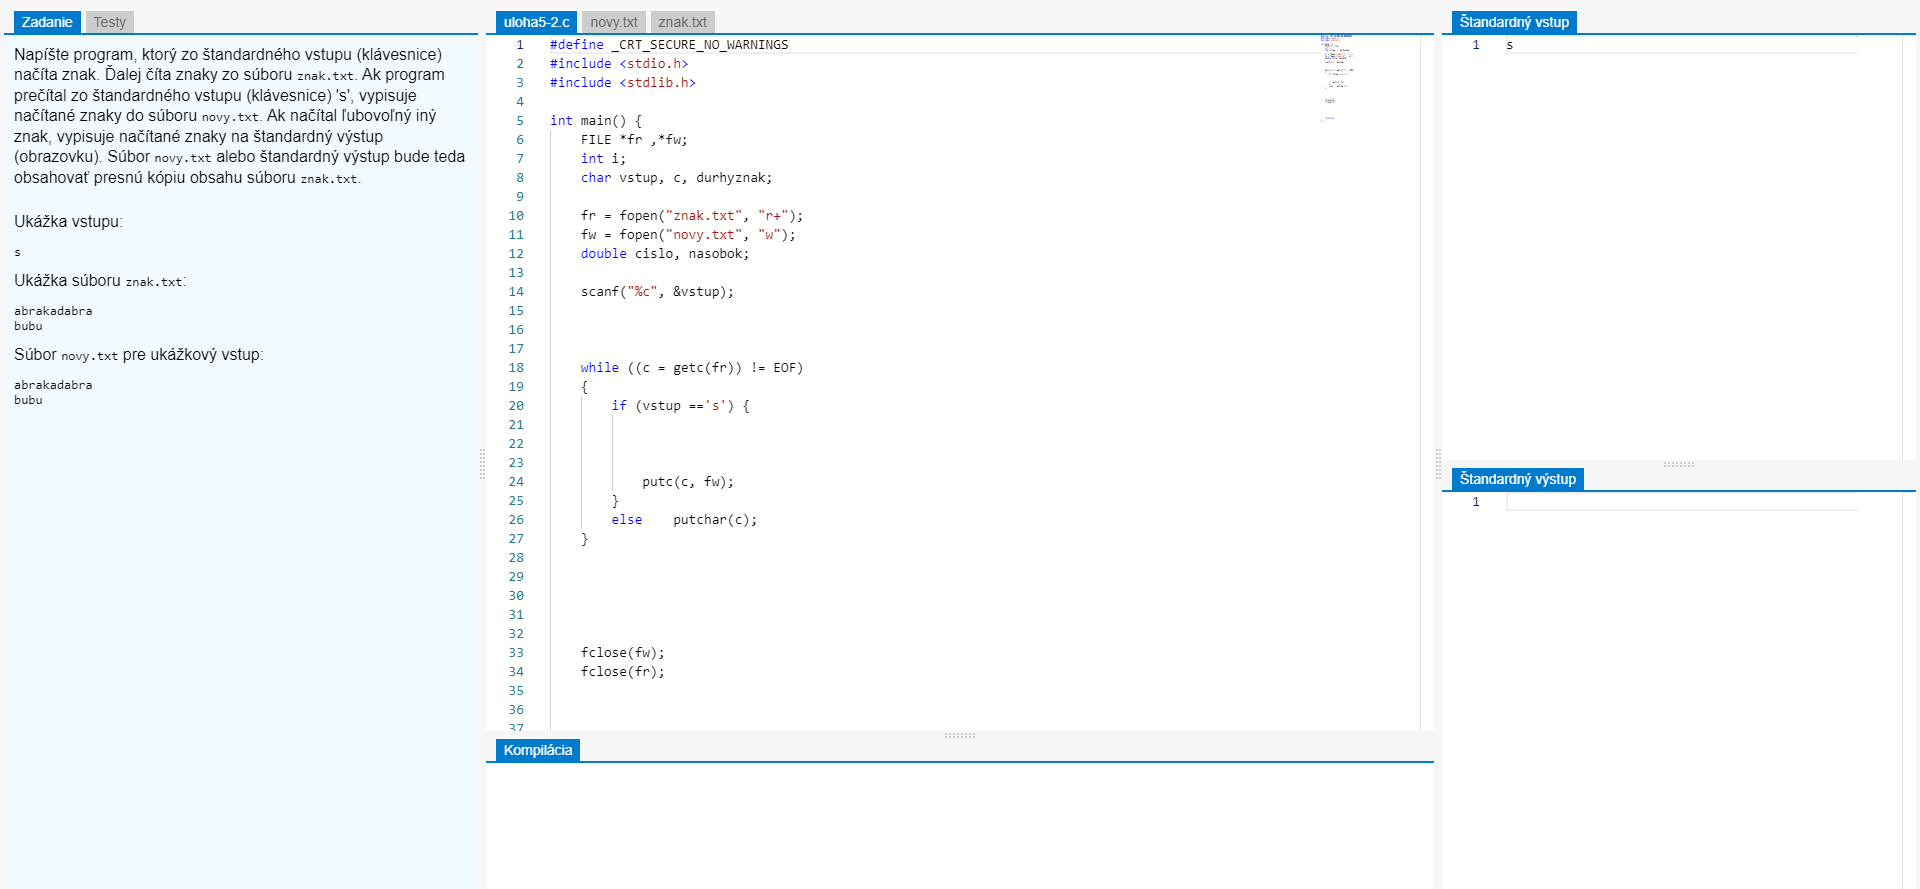 Zadanie Testy
Napíšte program, ktorý zo štandardného vstupu (klávesnice)
načíta znak. Ďalej číta znaky zo súboru znak.txt. Ak program
prečítal zo štandardného vstupu (klávesnice) 's', vypisuje
načítané znaky do súboru novy.txt. Ak načítal ľubovoľný iný
znak, vypisuje načítané znaky na štandardný výstup
(obrazovku). Súbor novy.txt alebo štandardný výstup bude teda
obsahovať presnú kópiu obsahu súboru znak.txt.
Ukážka vstupu:
s
Ukážka súboru znak.txt:
abrakadabra
bubu
Súbor novy.txt pre ukážkový vstup:
abrakadabra
bubu
uloha5-2.c novy.txt znak.txt
1 #define _CRT_SECURE_NO_WARNINGS
2 #include <stdio.h>
3 #include <stdlib.h>
4
5 int main() {
6 FILE *fr ,*fw;
7 int i;
8 char vstup, c, durhyznak;
9
10 fr = fopen("znak.txt", "r+");
11 fw = fopen("novy.txt", "w");
12 double cislo, nasobok;
13
14 scanf("%c", &vstup);
15
16
17
18 while ((c = getc(fr)) != EOF)
19 {
20 if (vstup =='s') {
21
22
23
24 putc(c, fw);
25 }
26 else    putchar(c);
27 }
28
29
30
31
32
33 fclose(fw);
34 fclose(fr);
35
36
37
Kompilácia
Štandardný vstup
1 s
Štandardný výstup
1